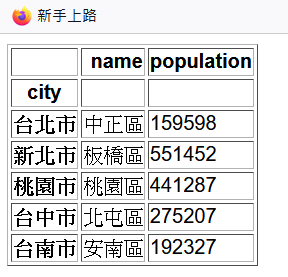 新手上路
name population
city
台北市 中正區 159598
新北市 板橋區 551452
桃園市 桃園區 441287
台中市 北屯區 275207
台南市 安南區 192327